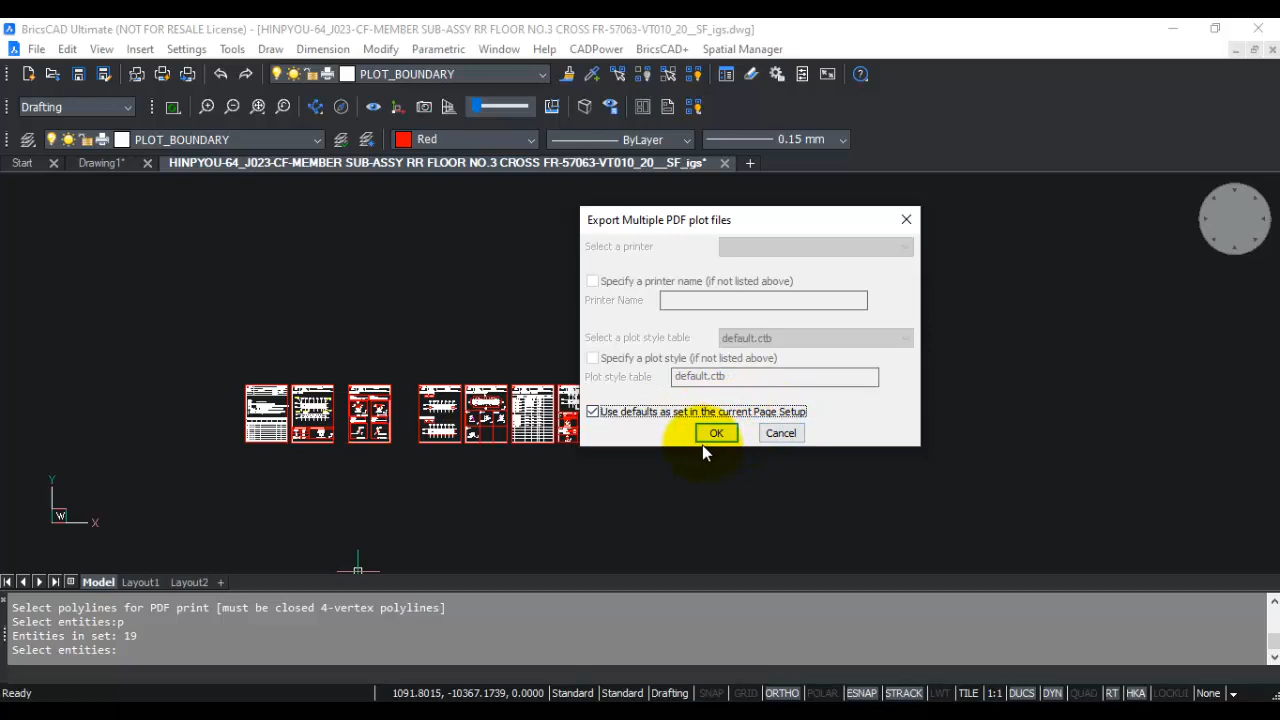 BricsCAD Ultimate (NOT FOR RESALE License) - [HINPYOU-64_J023-CF-MEMBER SUB-ASSY RR FLOOR NO.3 CROSS FR-57063-VT010_20__SF_igs.dwg]
File Edit View Insert Settings Tools Draw Dimension Modify Parametric Window Help CADPower BricsCAD+ Spatial Manager
PLOT_BOUNDARY
Drafting
PLOT_BOUNDARY Red ByLayer 0.15 mm
Start Drawing1* HINPYOU-64_J023-CF-MEMBER SUB-ASSY RR FLOOR NO.3 CROSS FR-57063-VT010_20__SF_igs*
Export Multiple PDF plot files
Select a printer
Specify a printer name (if not listed above)
Printer Name
Select a plot style table default.ctb
Specify a plot style (if not listed above)
Plot style table default.ctb
Use defaults as set in the current Page Setup
OK Cancel
Y
W X
Model Layout1 Layout2 +
Select polylines for PDF print [must be closed 4-vertex polylines]
Select entities:p
Entities in set: 19
Select entities:
Ready 1091.8015, -10367.1739, 0.0000 Standard Standard Drafting SNAP GRID ORTHO POLAR ESNAP STRACK LWT TILE 1:1 DUCS DYN QUAD RT HKA LOCKUI None